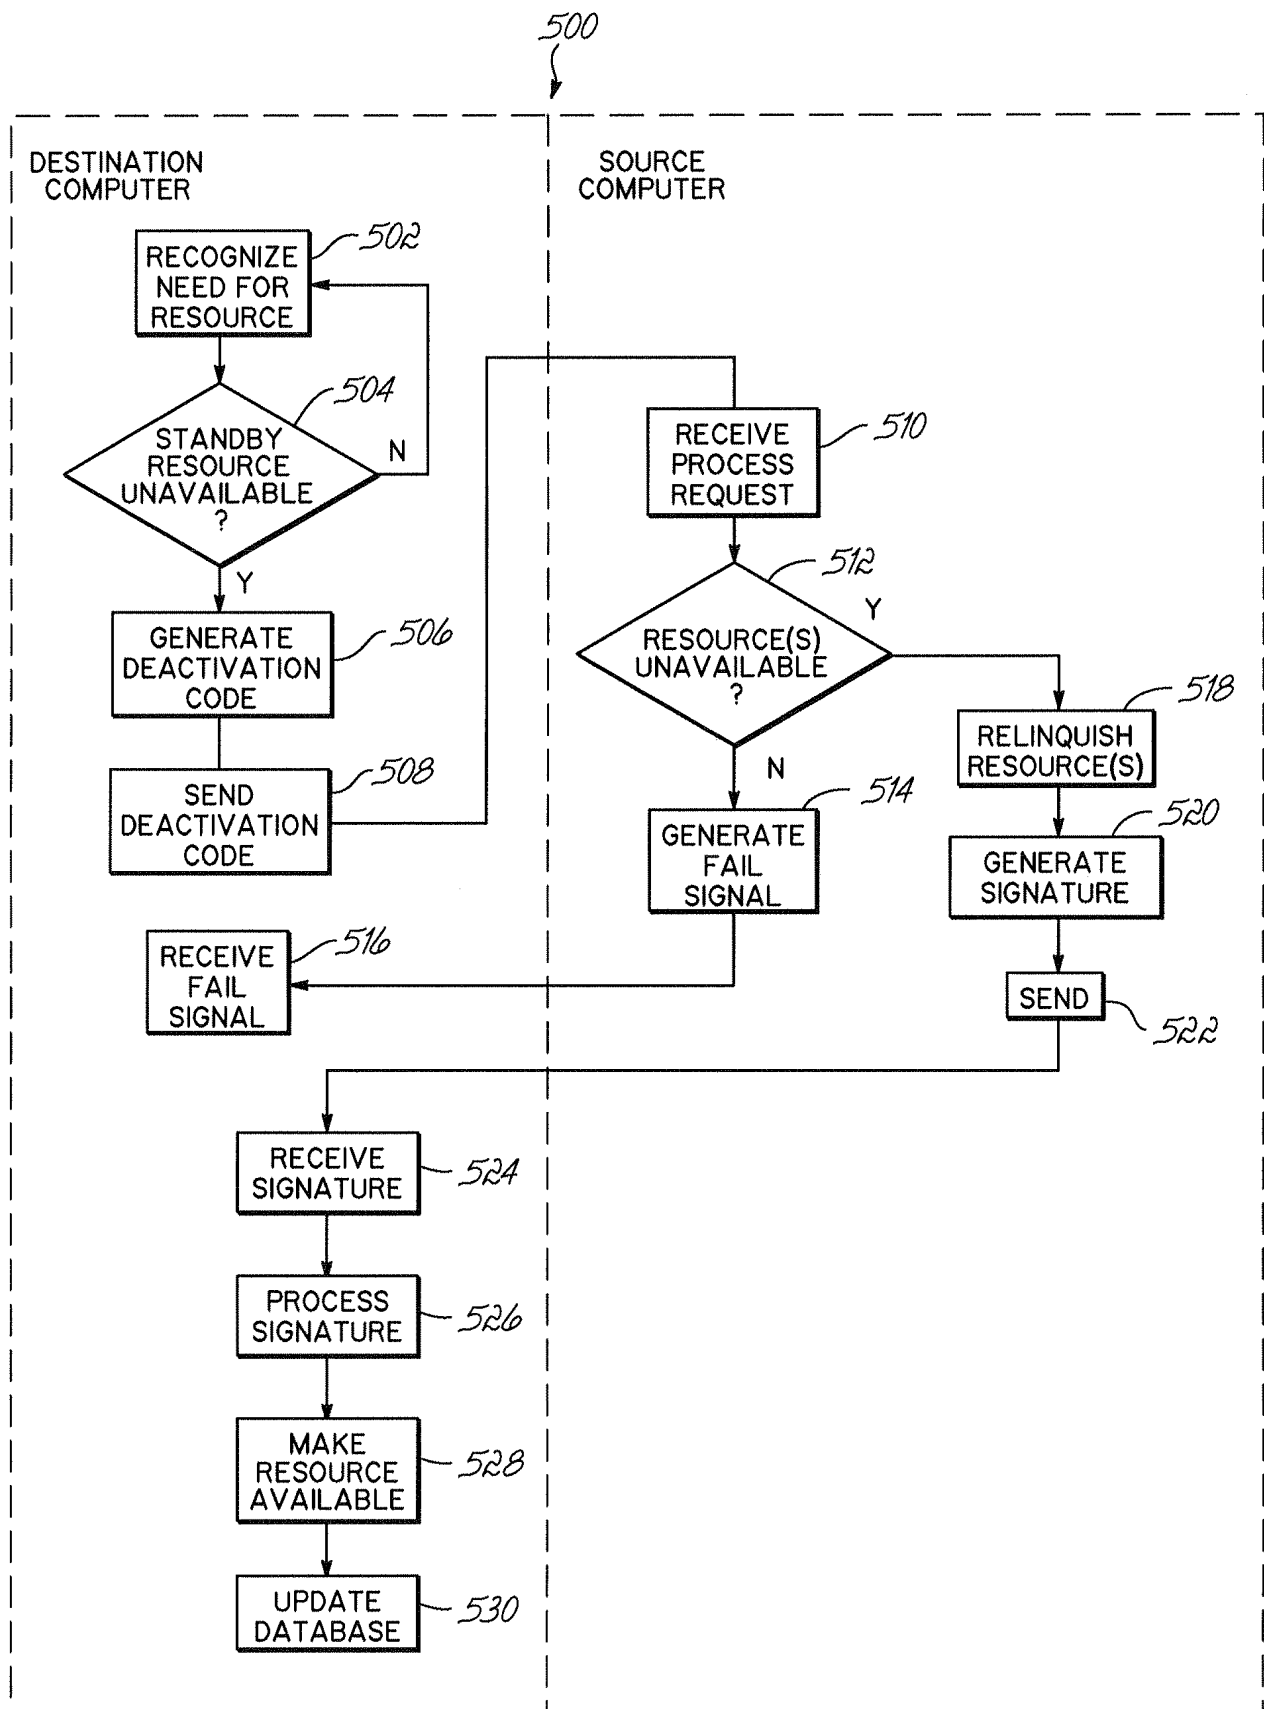 500
DESTINATION
COMPUTER
SOURCE
COMPUTER
502
RECOGNIZE
NEED FOR
RESOURCE
504
STANDBY
RESOURCE
UNAVAILABLE
?
N
Y
506
GENERATE
DEACTIVATION
CODE
508
SEND
DEACTIVATION
CODE
510
RECEIVE
PROCESS
REQUEST
512
RESOURCE(S)
UNAVAILABLE
?
Y
N
514
GENERATE
FAIL
SIGNAL
516
RECEIVE
FAIL
SIGNAL
518
RELINQUISH
RESOURCE(S)
520
GENERATE
SIGNATURE
SEND
522
RECEIVE
SIGNATURE
524
PROCESS
SIGNATURE
526
MAKE
RESOURCE
AVAILABLE
528
UPDATE
DATABASE
530